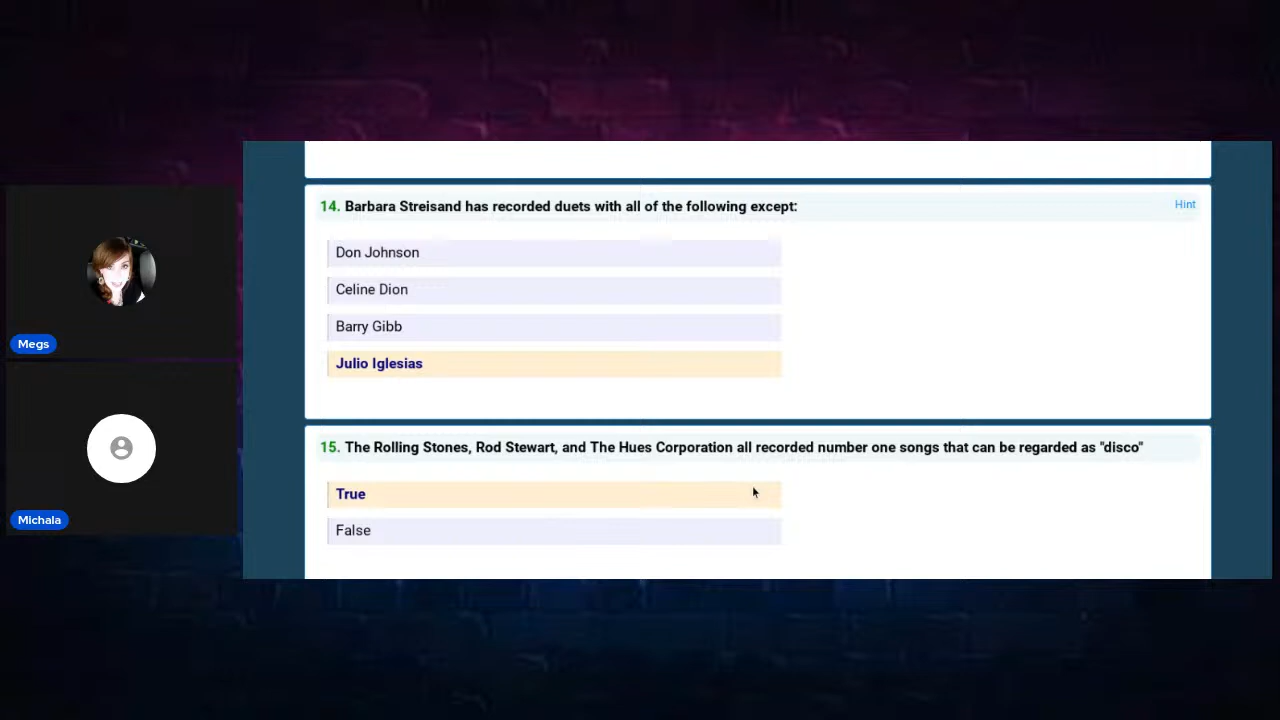 14. Barbara Streisand has recorded duets with all of the following except:
Hint
Don Johnson
Celine Dion
Barry Gibb
Julio Iglesias
Megs
15. The Rolling Stones, Rod Stewart, and The Hues Corporation all recorded number one songs that can be regarded as "disco"
True
False
Michala